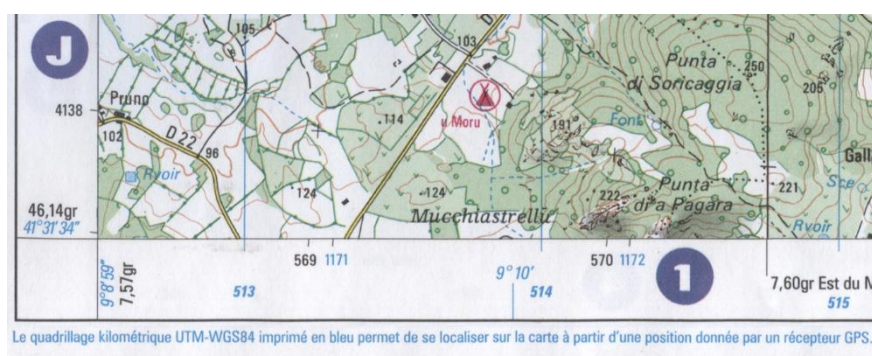 J
105
103
D
Punta
di Soricaggia
250
206
Pruno
4138
102
D 22
96
114
u Moru
191
Font
Rvoir
124
124
222
Punta
di a Pagara
Gall
221
Sce
Mucchiastrellu
Rvoir
46,14gr
41°31'34"
9°8'59"
7,57gr
513
569 1171
9°10'
514
570 1172
1
7,60gr Est du M
515
Le quadrillage kilométrique UTM-WGS84 imprimé en bleu permet de se localiser sur la carte à partir d'une position donnée par un récepteur GPS.